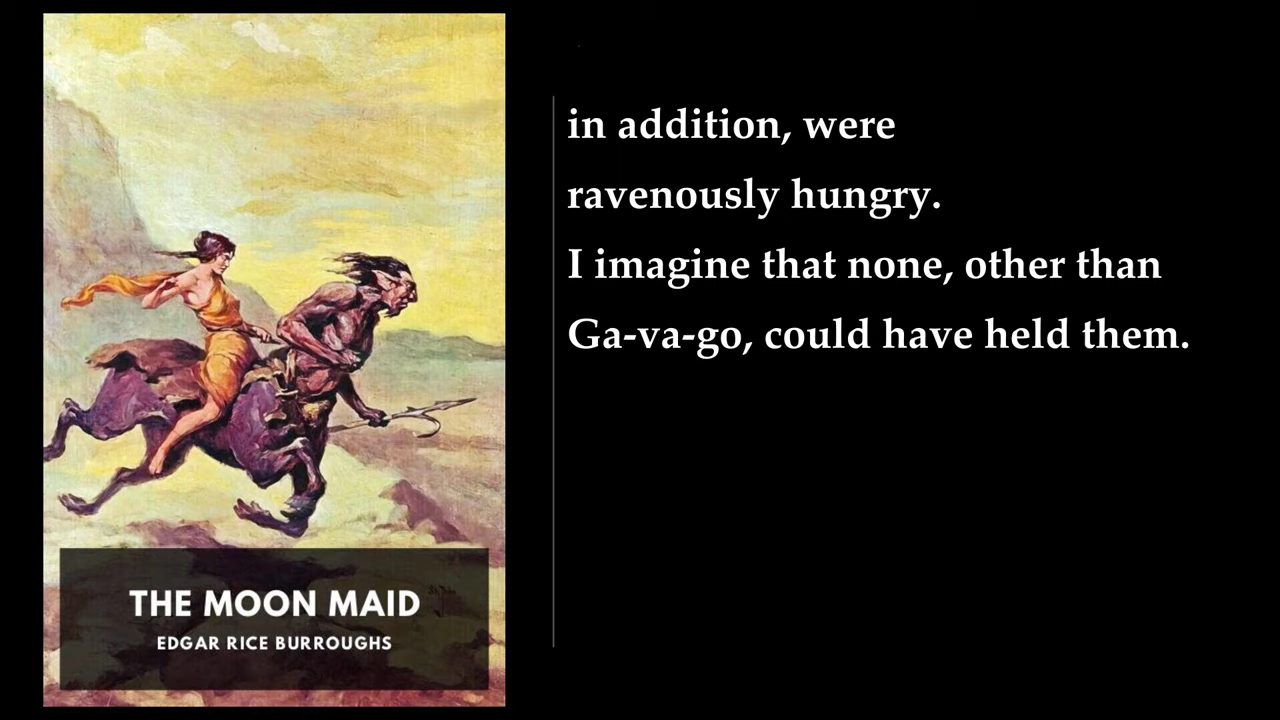 in addition, were
ravenously hungry.
I imagine that none, other than
Ga-va-go, could have held them.
THE MOON MAID
EDGAR RICE BURROUGHS